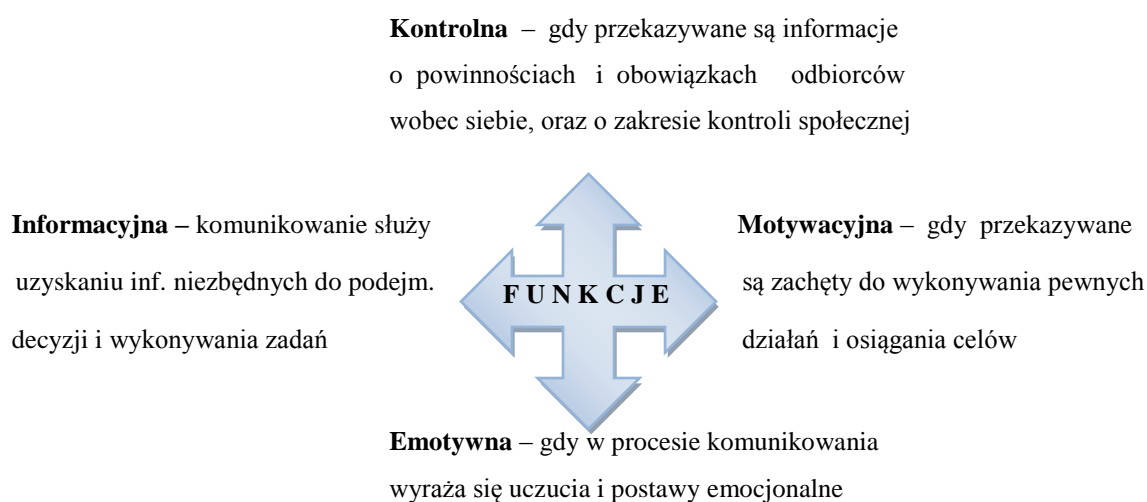 Kontrolna – gdy przekazywane są informacje
o powinnościach i obowiązkach odbiorców
wobec siebie, oraz o zakresie kontroli społecznej
Informacyjna – komunikowanie służy
uzyskaniu inf. niezbędnych do podejm.
decyzji i wykonywania zadań
F U N K C J E
Motywacyjna – gdy przekazywane
są zachęty do wykonywania pewnych
działań i osiągania celów
Emotywna – gdy w procesie komunikowania
wyraża się uczucia i postawy emocjonalne